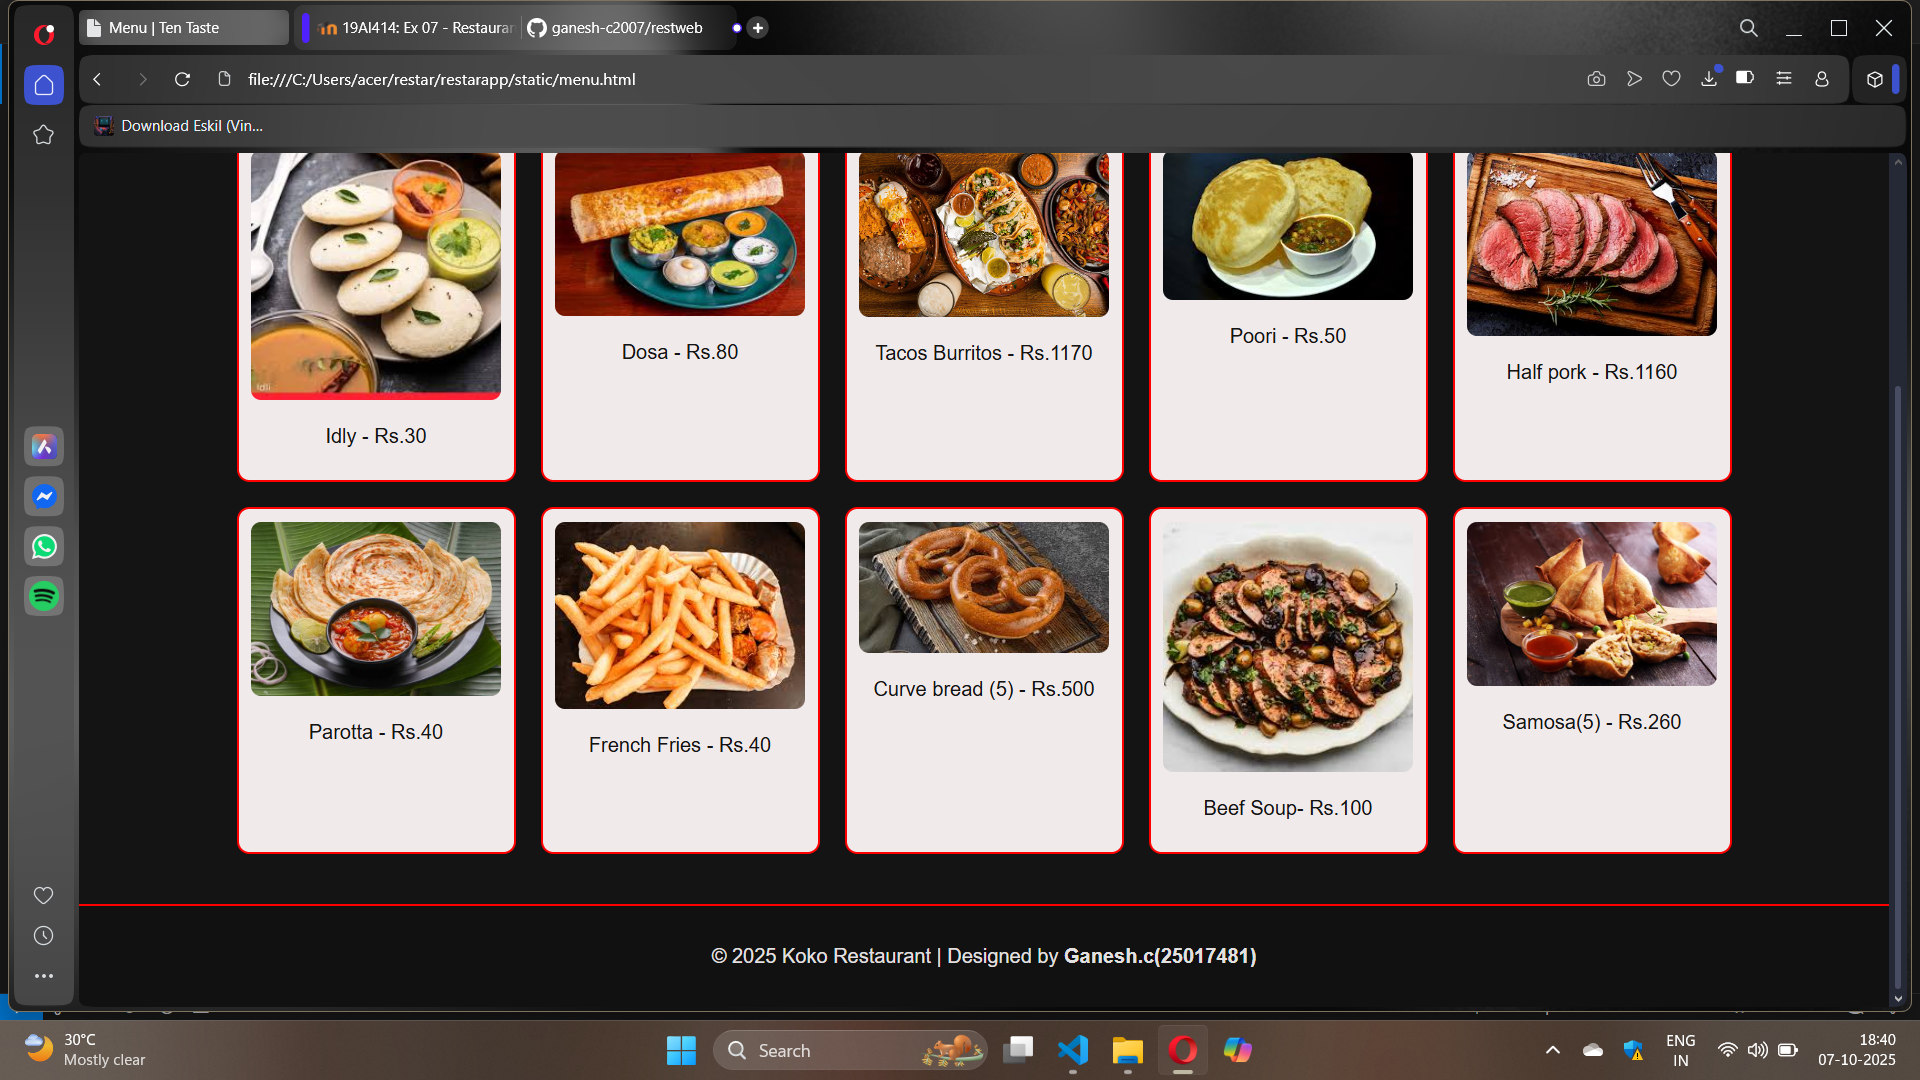 Menu | Ten Taste
19AI414: Ex 07 - Restauran
ganesh-c2007/restweb
file:///C:/Users/acer/restar/restarapp/static/menu.html
Download Eskil (Vin...
Idli
Idly - Rs.30
Dosa - Rs.80
Tacos Burritos - Rs.1170
Poori - Rs.50
Half pork - Rs.1160
Parotta - Rs.40
French Fries - Rs.40
Curve bread (5) - Rs.500
Beef Soup- Rs.100
Samosa(5) - Rs.260
© 2025 Koko Restaurant | Designed by Ganesh.c(25017481)
30°C
Mostly clear
Search
ENG
IN
18:40
07-10-2025